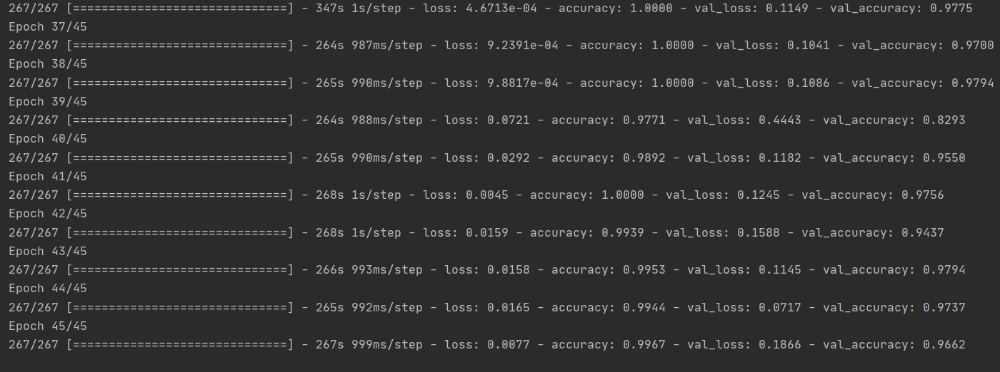 267/267 [==============================] - 347s 1s/step - loss: 4.6713e-04 - accuracy: 1.0000 - val_loss: 0.1149 - val_accuracy: 0.9775
Epoch 37/45
267/267 [==============================] - 264s 987ms/step - loss: 9.2391e-04 - accuracy: 1.0000 - val_loss: 0.1041 - val_accuracy: 0.9700
Epoch 38/45
267/267 [==============================] - 265s 990ms/step - loss: 9.8817e-04 - accuracy: 1.0000 - val_loss: 0.1086 - val_accuracy: 0.9794
Epoch 39/45
267/267 [==============================] - 264s 988ms/step - loss: 0.0721 - accuracy: 0.9771 - val_loss: 0.4443 - val_accuracy: 0.8293
Epoch 40/45
267/267 [==============================] - 265s 990ms/step - loss: 0.0292 - accuracy: 0.9892 - val_loss: 0.1182 - val_accuracy: 0.9550
Epoch 41/45
267/267 [==============================] - 268s 1s/step - loss: 0.0045 - accuracy: 1.0000 - val_loss: 0.1245 - val_accuracy: 0.9756
Epoch 42/45
267/267 [==============================] - 268s 1s/step - loss: 0.0159 - accuracy: 0.9939 - val_loss: 0.1588 - val_accuracy: 0.9437
Epoch 43/45
267/267 [==============================] - 266s 993ms/step - loss: 0.0158 - accuracy: 0.9953 - val_loss: 0.1145 - val_accuracy: 0.9794
Epoch 44/45
267/267 [==============================] - 265s 992ms/step - loss: 0.0165 - accuracy: 0.9944 - val_loss: 0.0717 - val_accuracy: 0.9737
Epoch 45/45
267/267 [==============================] - 267s 999ms/step - loss: 0.0077 - accuracy: 0.9967 - val_loss: 0.1866 - val_accuracy: 0.9662